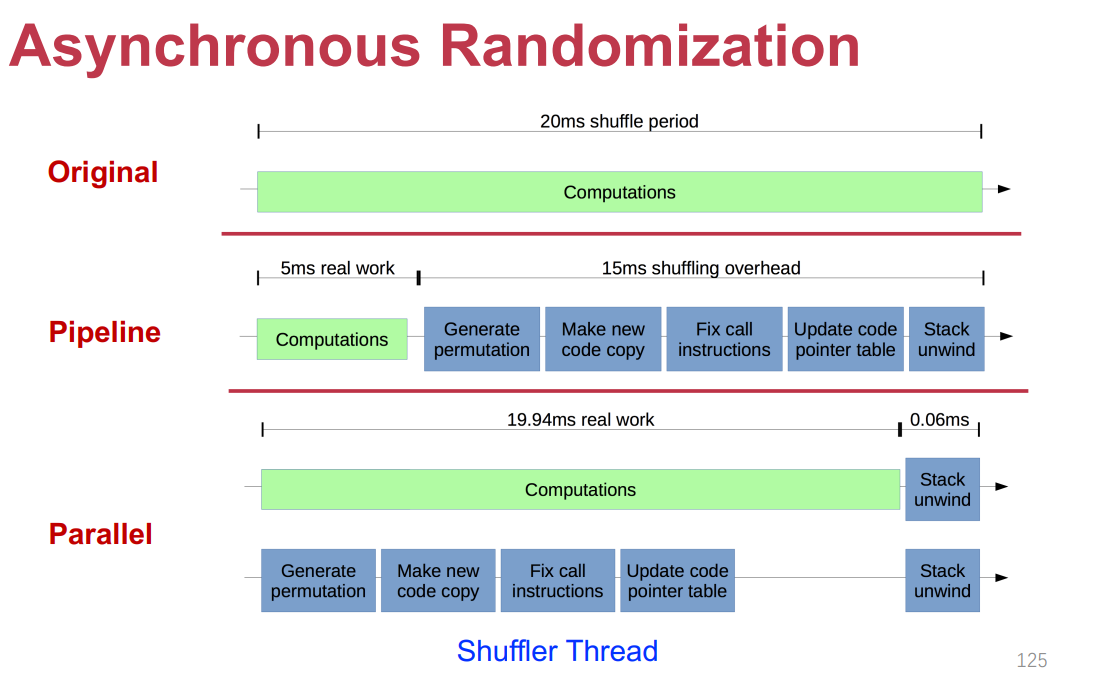 Asynchronous Randomization
20ms shuffle period
Original
Computations
5ms real work
15ms shuffling overhead
Pipeline
Computations
Generate
permutation
Make new
code copy
Fix call
instructions
Update code
pointer table
Stack
unwind
19.94ms real work
0.06ms
Parallel
Computations
Stack
unwind
Generate
permutation
Make new
code copy
Fix call
instructions
Update code
pointer table
Stack
unwind
Shuffler Thread
125